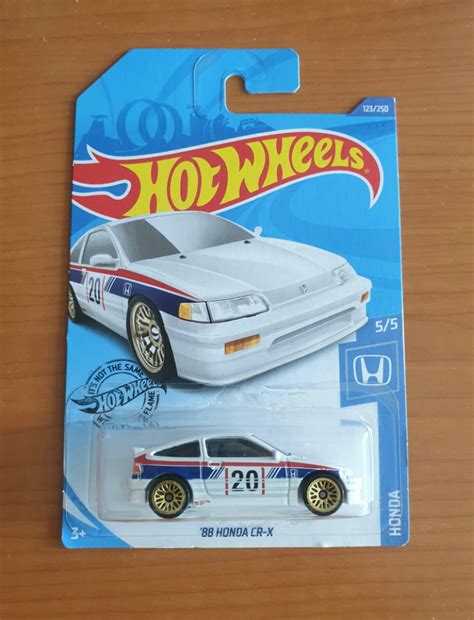 123/250
HOT WHEELS
®
20
5/5
IT'S NOT THE SAME
HOT WHEELS
FLAME
20
'88 HONDA CR-X
3+
HONDA